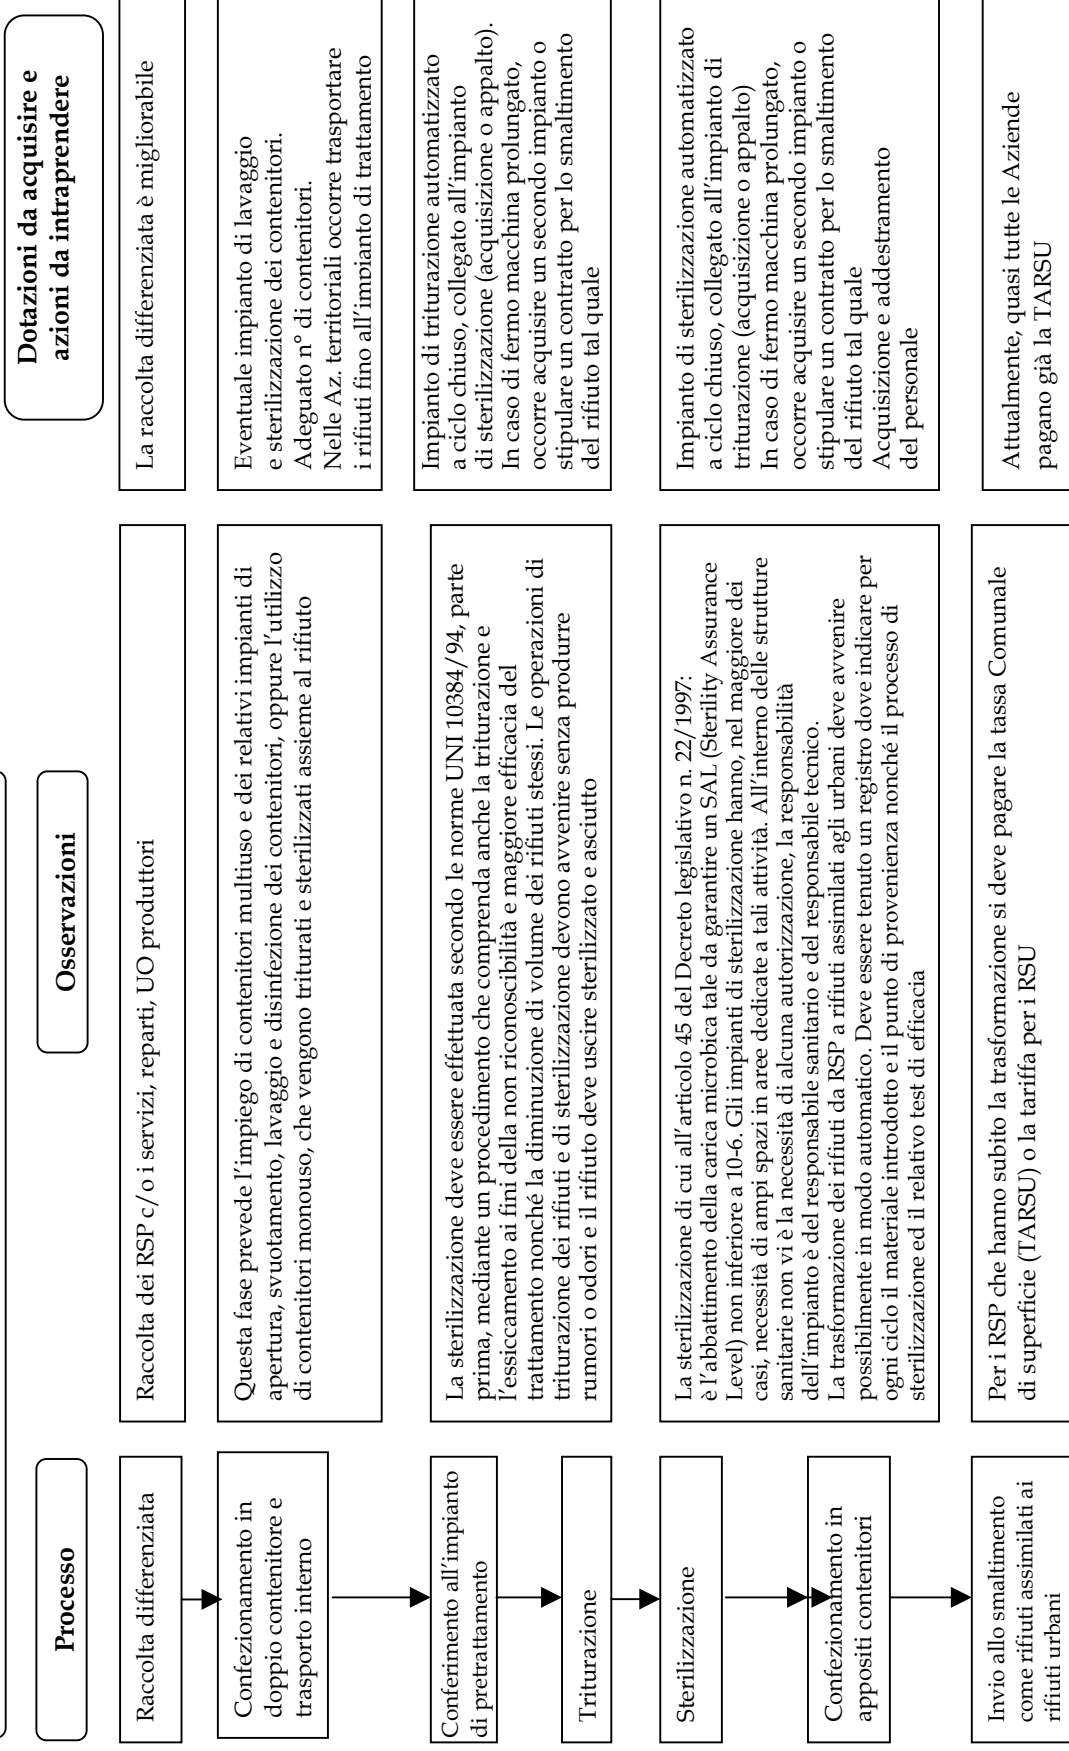 Processo
Osservazioni
Dotazioni da acquisire e
azioni da intraprendere
Raccolta differenziata
Raccolta dei RSP c/o i servizi, reparti, UO produttori
La raccolta differenziata è migliorabile
Confezionamento in
doppio contenitore e
trasporto interno
Questa fase prevede l'impiego di contenitori multiuso e dei relativi impianti di
apertura, svuotamento, lavaggio e disinfezione dei contenitori, oppure l'utilizzo
di contenitori monouso, che vengono triturati e sterilizzati assieme al rifiuto
Eventuale impianto di lavaggio
e sterilizzazione dei contenitori.
Adeguato n° di contenitori.
Nelle Az. territoriali occorre trasportare
i rifiuti fino all'impianto di trattamento
Conferimento all'impianto
di pretrattamento
Triturazione
La sterilizzazione deve essere effettuata secondo le norme UNI 10384/94, parte
prima, mediante un procedimento che comprenda anche la triturazione e
l'essiccamento ai fini della non riconoscibilità e maggiore efficacia del
trattamento nonché la diminuzione di volume dei rifiuti stessi. Le operazioni di
triturazione dei rifiuti e di sterilizzazione devono avvenire senza produrre
rumori o odori e il rifiuto deve uscire sterilizzato e asciutto
Impianto di triturazione automatizzato
a ciclo chiuso, collegato all'impianto
di sterilizzazione (acquisizione o appalto).
In caso di fermo macchina prolungato,
occorre acquisire un secondo impianto o
stipulare un contratto per lo smaltimento
del rifiuto tal quale
Sterilizzazione
Confezionamento in
appositi contenitori
La sterilizzazione di cui all'articolo 45 del Decreto legislativo n. 22/1997:
è l'abbattimento della carica microbica tale da garantire un SAL (Sterility Assurance
Level) non inferiore a 10-6. Gli impianti di sterilizzazione hanno, nel maggiore dei
casi, necessità di ampi spazi in aree dedicate a tali attività. All'interno delle strutture
sanitarie non vi è la necessità di alcuna autorizzazione, la responsabilità
dell'impianto è del responsabile sanitario e del responsabile tecnico.
La trasformazione dei rifiuti da RSP a rifiuti assimilati agli urbani deve avvenire
possibilmente in modo automatico. Deve essere tenuto un registro dove indicare per
ogni ciclo il materiale introdotto e il punto di provenienza nonché il processo di
sterilizzazione ed il relativo test di efficacia
Impianto di sterilizzazione automatizzato
a ciclo chiuso, collegato all'impianto di
triturazione (acquisizione o appalto)
In caso di fermo macchina prolungato,
occorre acquisire un secondo impianto o
stipulare un contratto per lo smaltimento
del rifiuto tal quale
Acquisizione e addestramento
del personale
Invio allo smaltimento
come rifiuti assimilati ai
rifiuti urbani
Per i RSP che hanno subito la trasformazione si deve pagare la tassa Comunale
di superficie (TARSU) o la tariffa per i RSU
Attualmente, quasi tutte le Aziende
pagano già la TARSU